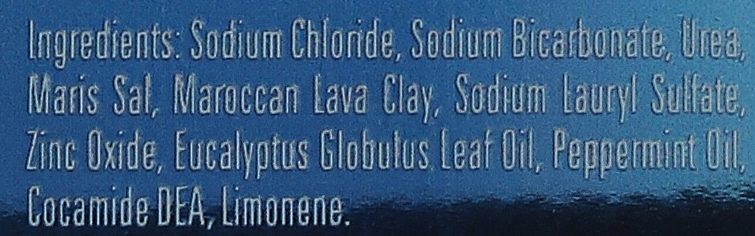 Ingredients: Sodium Chloride, Sodium Bicarbonate, Urea,
Maris Sal, Maroccan Lava Clay, Sodium Lauryl Sulfate,
Zinc Oxide, Eucalyptus Globulus Leaf Oil, Peppermint Oil,
Cocamide DEA, Limonene.